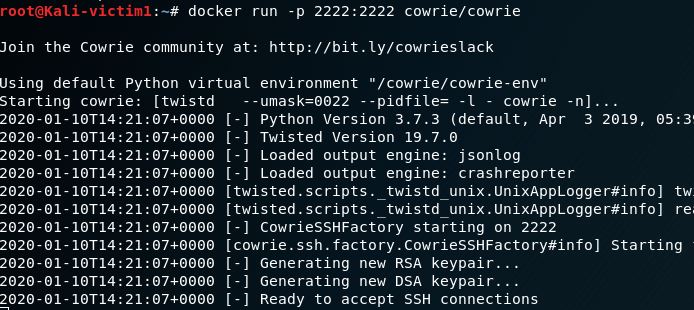 root@Kali-victim1:~# docker run -p 2222:2222 cowrie/cowrie
Join the Cowrie community at: http://bit.ly/cowrieslack
Using default Python virtual environment "/cowrie/cowrie-env"
Starting cowrie: [twistd   --umask=0022 --pidfile= -l - cowrie -n]...
2020-01-10T14:21:07+0000 [-] Python Version 3.7.3 (default, Apr  3 2019, 05:39
2020-01-10T14:21:07+0000 [-] Twisted Version 19.7.0
2020-01-10T14:21:07+0000 [-] Loaded output engine: jsonlog
2020-01-10T14:21:07+0000 [-] Loaded output engine: crashreporter
2020-01-10T14:21:07+0000 [twisted.scripts._twistd_unix.UnixAppLogger#info] twi
2020-01-10T14:21:07+0000 [twisted.scripts._twistd_unix.UnixAppLogger#info] rea
2020-01-10T14:21:07+0000 [-] CowrieSSHFactory starting on 2222
2020-01-10T14:21:07+0000 [cowrie.ssh.factory.CowrieSSHFactory#info] Starting
2020-01-10T14:21:07+0000 [-] Generating new RSA keypair...
2020-01-10T14:21:07+0000 [-] Generating new DSA keypair...
2020-01-10T14:21:07+0000 [-] Ready to accept SSH connections